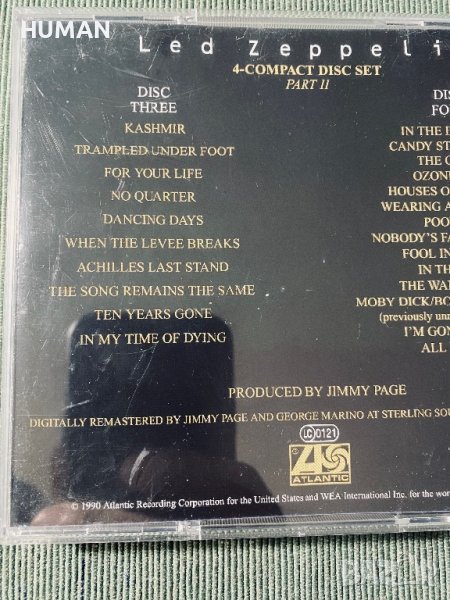 HUMAN
Led Zeppeli
4-COMPACT DISC SET
PART II
DISC
THREE
KASHMIR
TRAMPLED UNDER FOOT
FOR YOUR LIFE
NO QUARTER
DANCING DAYS
WHEN THE LEVEE BREAKS
ACHILLES LAST STAND
THE SONG REMAINS THE SAME
TEN YEARS GONE
IN MY TIME OF DYING
DIS
FO
IN THE E
CANDY ST
THE C
OZON
HOUSES O
WEARING A
POO
NOBODY'S FA
FOOL IN
IN TH
THE WA
MOBY DICK/BO
(previously unr
I'M GON
ALL
PRODUCED BY JIMMY PAGE
DIGITALLY REMASTERED BY JIMMY PAGE AND GEORGE MARINO AT STERLING SOU
LC 0121
ATLANTIC
© 1990 Atlantic Recording Corporation for the United States and WEA International Inc. for the wor